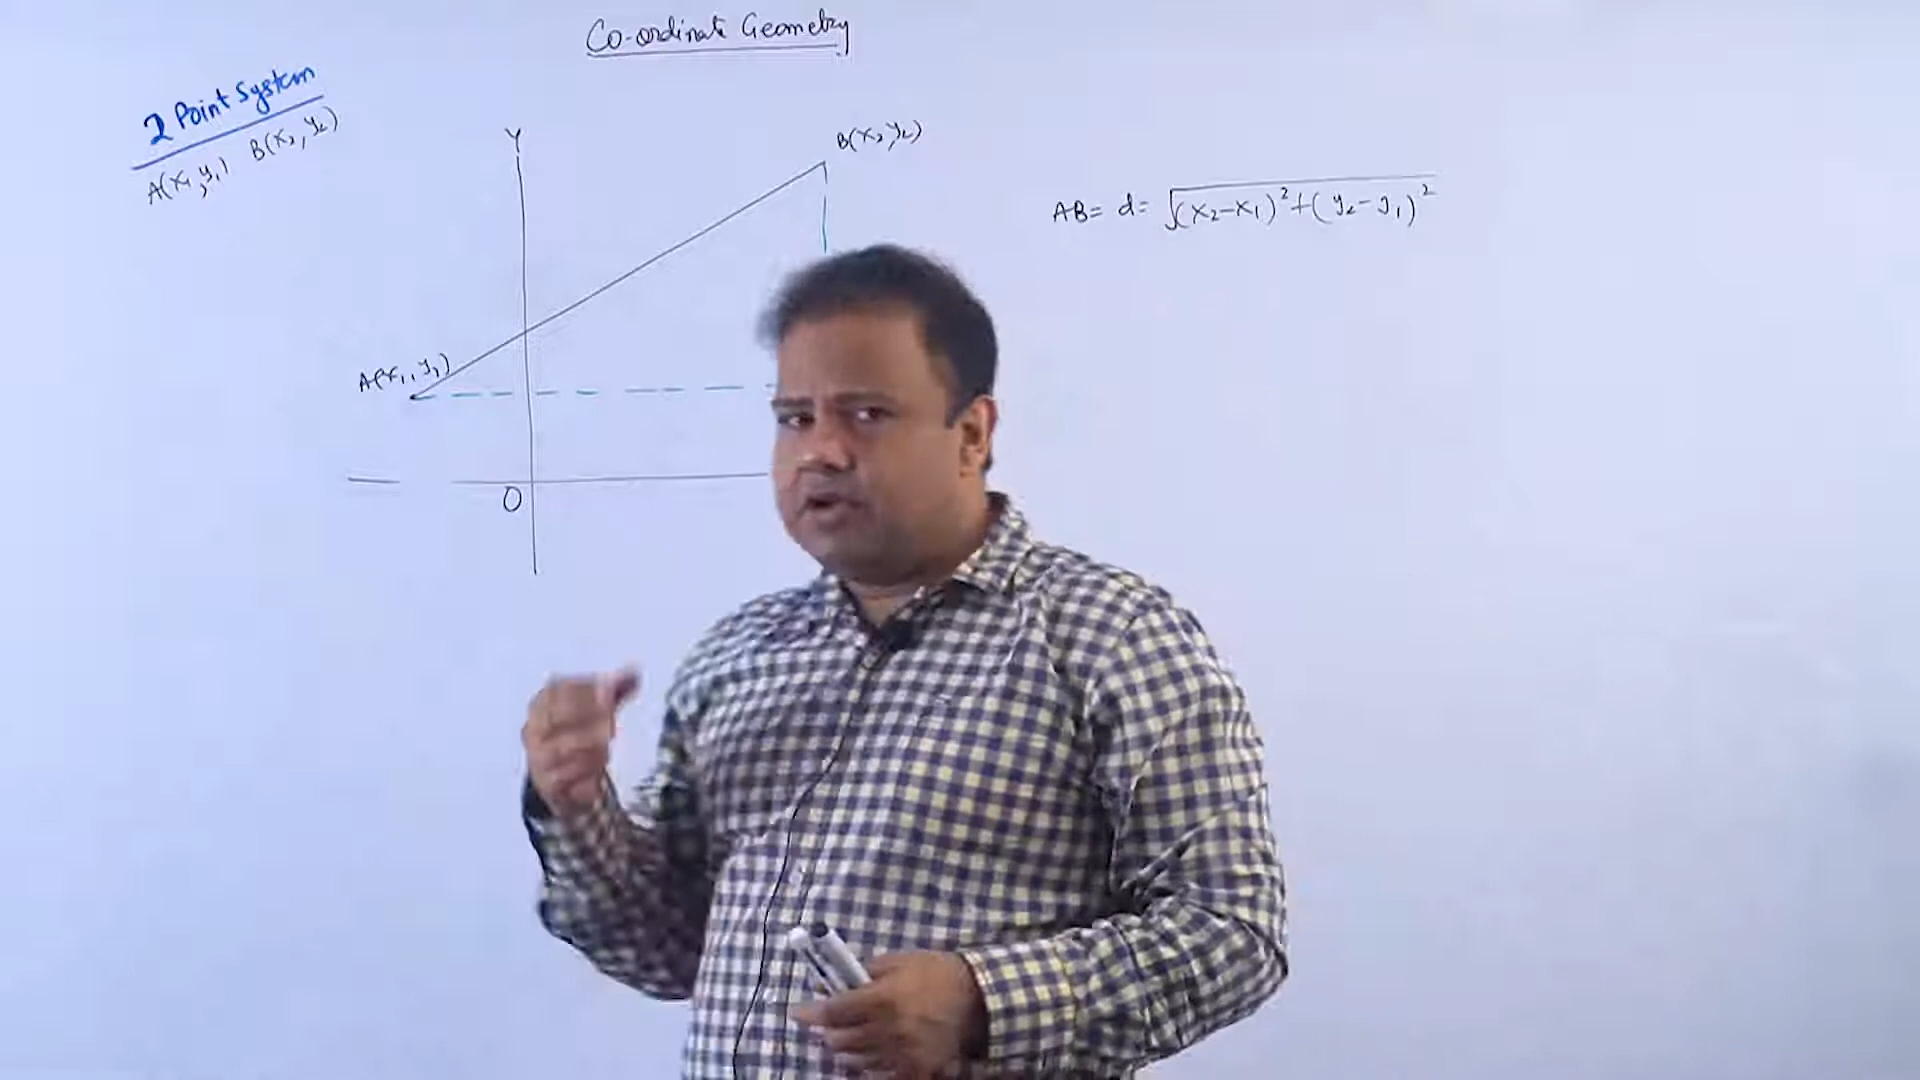 Co-ordinate Geometry
2 Point System
A(x₁, y₁) B(x₂, y₂)
Y
B(x₂, y₂)
AB = d = √(x₂-x₁)²+(y₂-y₁)²
A(x₁, y₁)
O